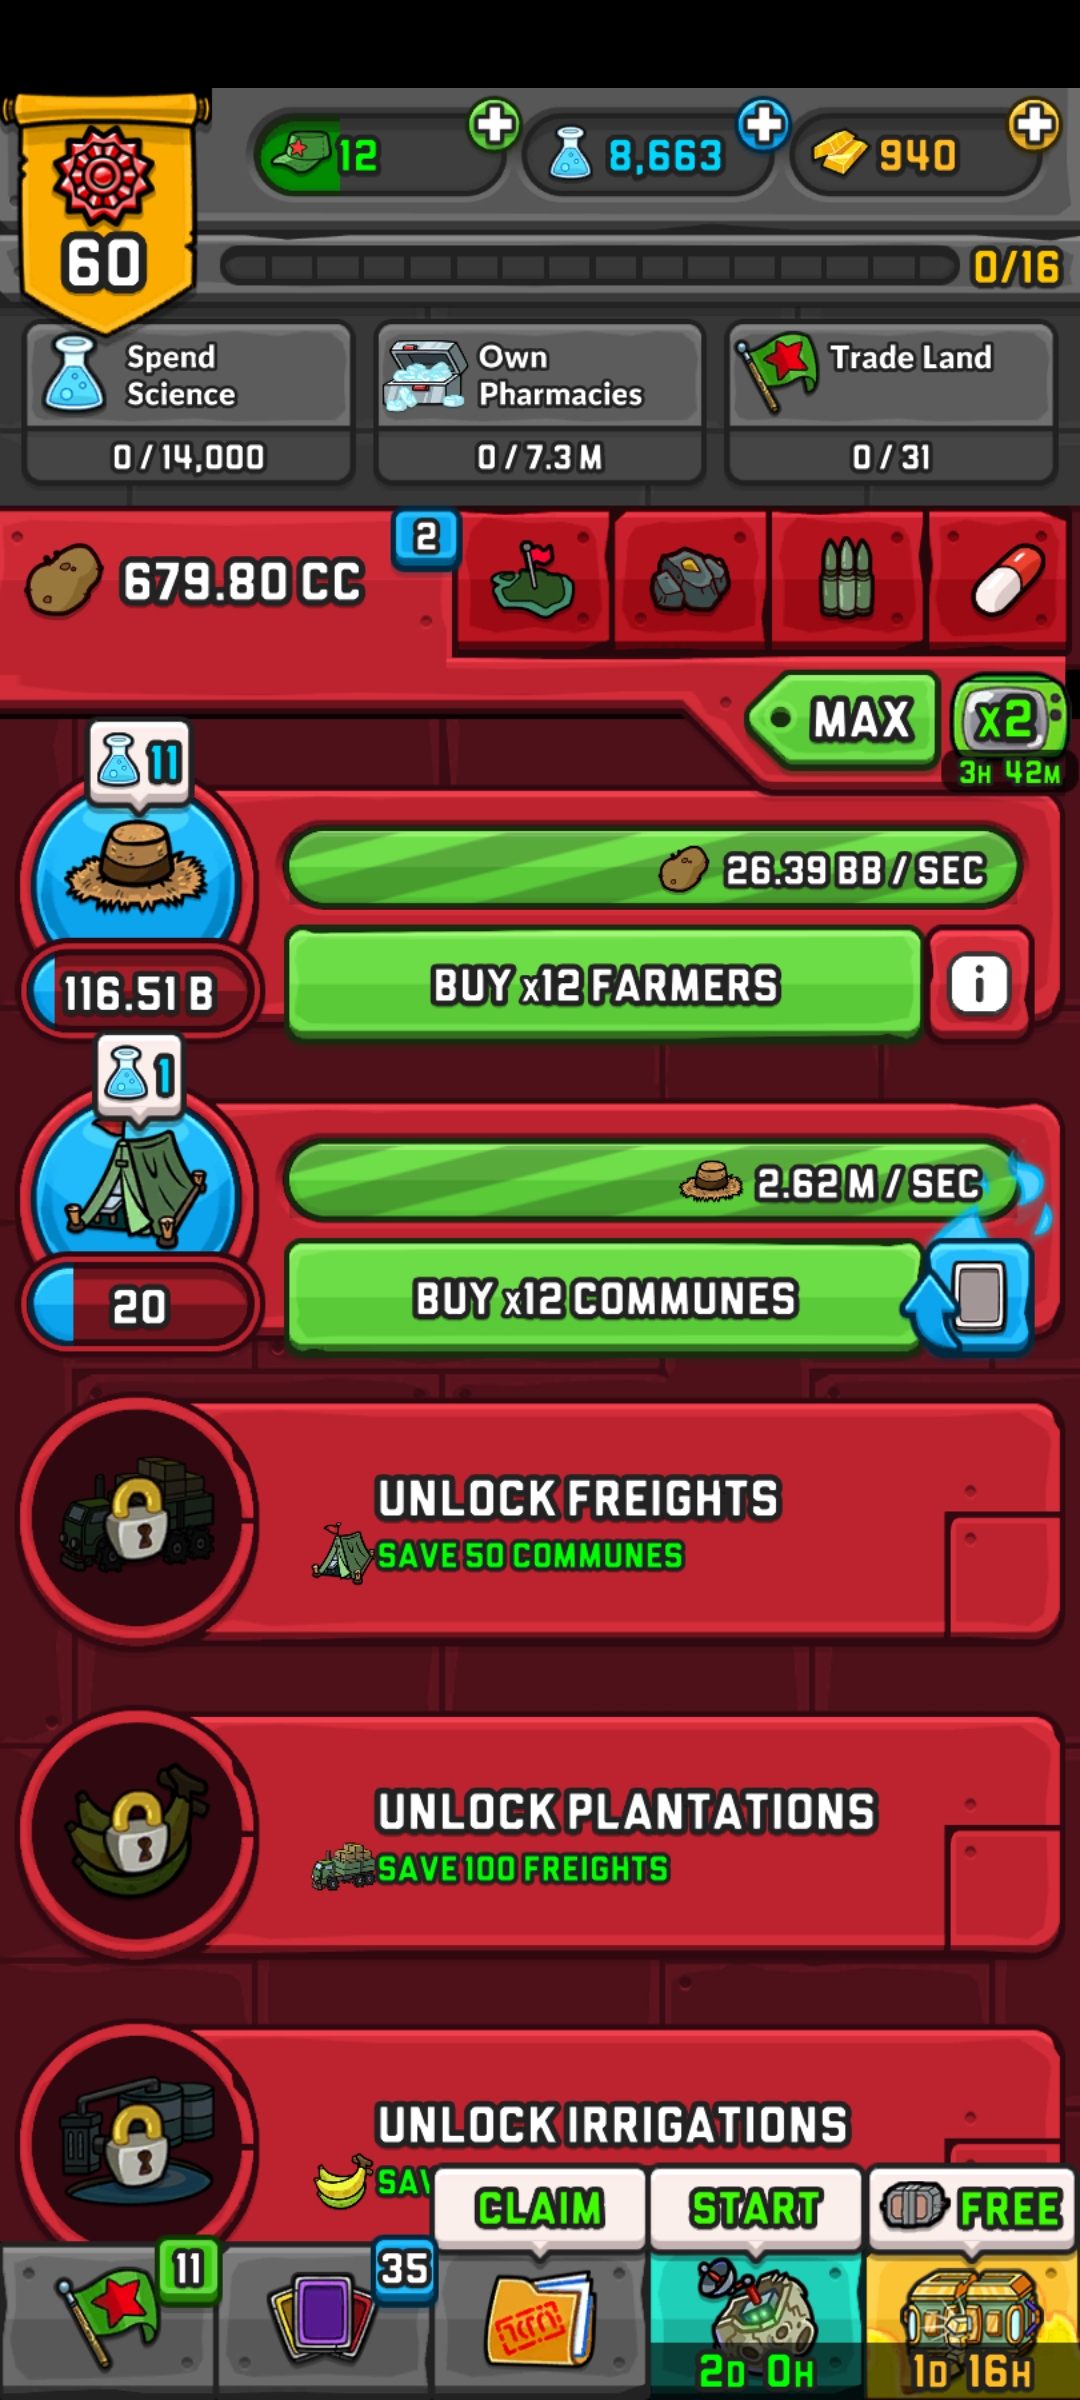 60
12
8,663
940
0/16
Spend
Science
0/14,000
Own
Pharmacies
0/7.3 M
Trade Land
0/31
679.80 CC
2
MAX
x2
3H 42M
11
26.39 BB / SEC
116.51 B
BUY x12 FARMERS
i
1
2.62 M / SEC
20
BUY x12 COMMUNES
UNLOCK FREIGHTS
SAVE 50 COMMUNES
UNLOCK PLANTATIONS
SAVE 100 FREIGHTS
UNLOCK IRRIGATIONS
CLAIM
START
FREE
11
35
2D 0H
1D 16H